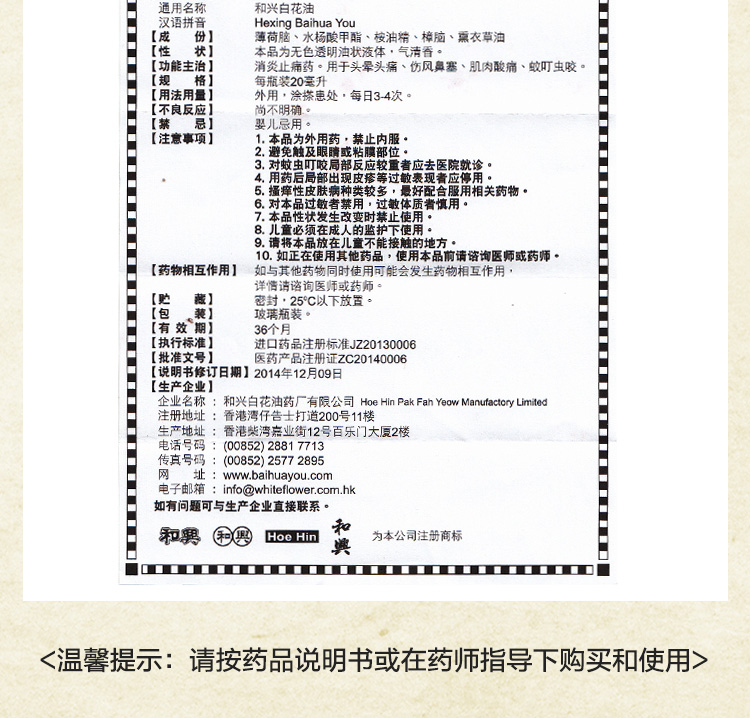 通用名称 和兴白花油
汉语拼音 Hexing Baihua You
【成 份】 薄荷脑、水杨酸甲酯、桉油精、樟脑、薰衣草油
【性 状】 本品为无色透明油状液体，气清香。
【功能主治】 消炎止痛药。用于头晕头痛、伤风鼻塞、肌肉酸痛、蚊叮虫咬。
【规 格】 每瓶装20毫升
【用法用量】 外用，涂搽患处，每日3-4次。
【不良反应】 尚不明确。
【禁 忌】 婴儿忌用。
【注意事项】 1. 本品为外用药，禁止内服。
2. 避免触及眼睛或粘膜部位。
3. 对蚊虫叮咬局部反应较重者应去医院就诊。
4. 用药后局部出现皮疹等过敏表现者应停用。
5. 搔痒性皮肤病种类较多，最好配合服用相关药物。
6. 对本品过敏者禁用，过敏体质者慎用。
7. 本品性状发生改变时禁止使用。
8. 儿童必须在成人的监护下使用。
9. 请将本品放在儿童不能接触的地方。
10. 如正在使用其他药品，使用本品前请谘询医师或药师。
【药物相互作用】 如与其他药物同时使用可能会发生药物相互作用，
详情请谘询医师或药师。
【贮 藏】 密封，25°C以下放置。
【包 装】 玻璃瓶装。
【有 效 期】 36个月
【执行标准】 进口药品注册标准JZ20130006
【批准文号】 医药产品注册证ZC20140006
【说明书修订日期】 2014年12月09日
【生产企业】
企业名称 : 和兴白花油药厂有限公司 Hoe Hin Pak Fah Yeow Manufactory Limited
注册地址 : 香港湾仔告士打道200号11楼
生产地址 : 香港柴湾嘉业街12号百乐门大厦2楼
电话号码 : (00852) 2881 7713
传真号码 : (00852) 2577 2895
网 址 : www.baihuayou.com
电子邮箱 : info@whiteflower.com.hk
如有问题可与生产企业直接联系。
和興 和興 Hoe Hin 和興 为本公司注册商标
<温馨提示：请按药品说明书或在药师指导下购买和使用>